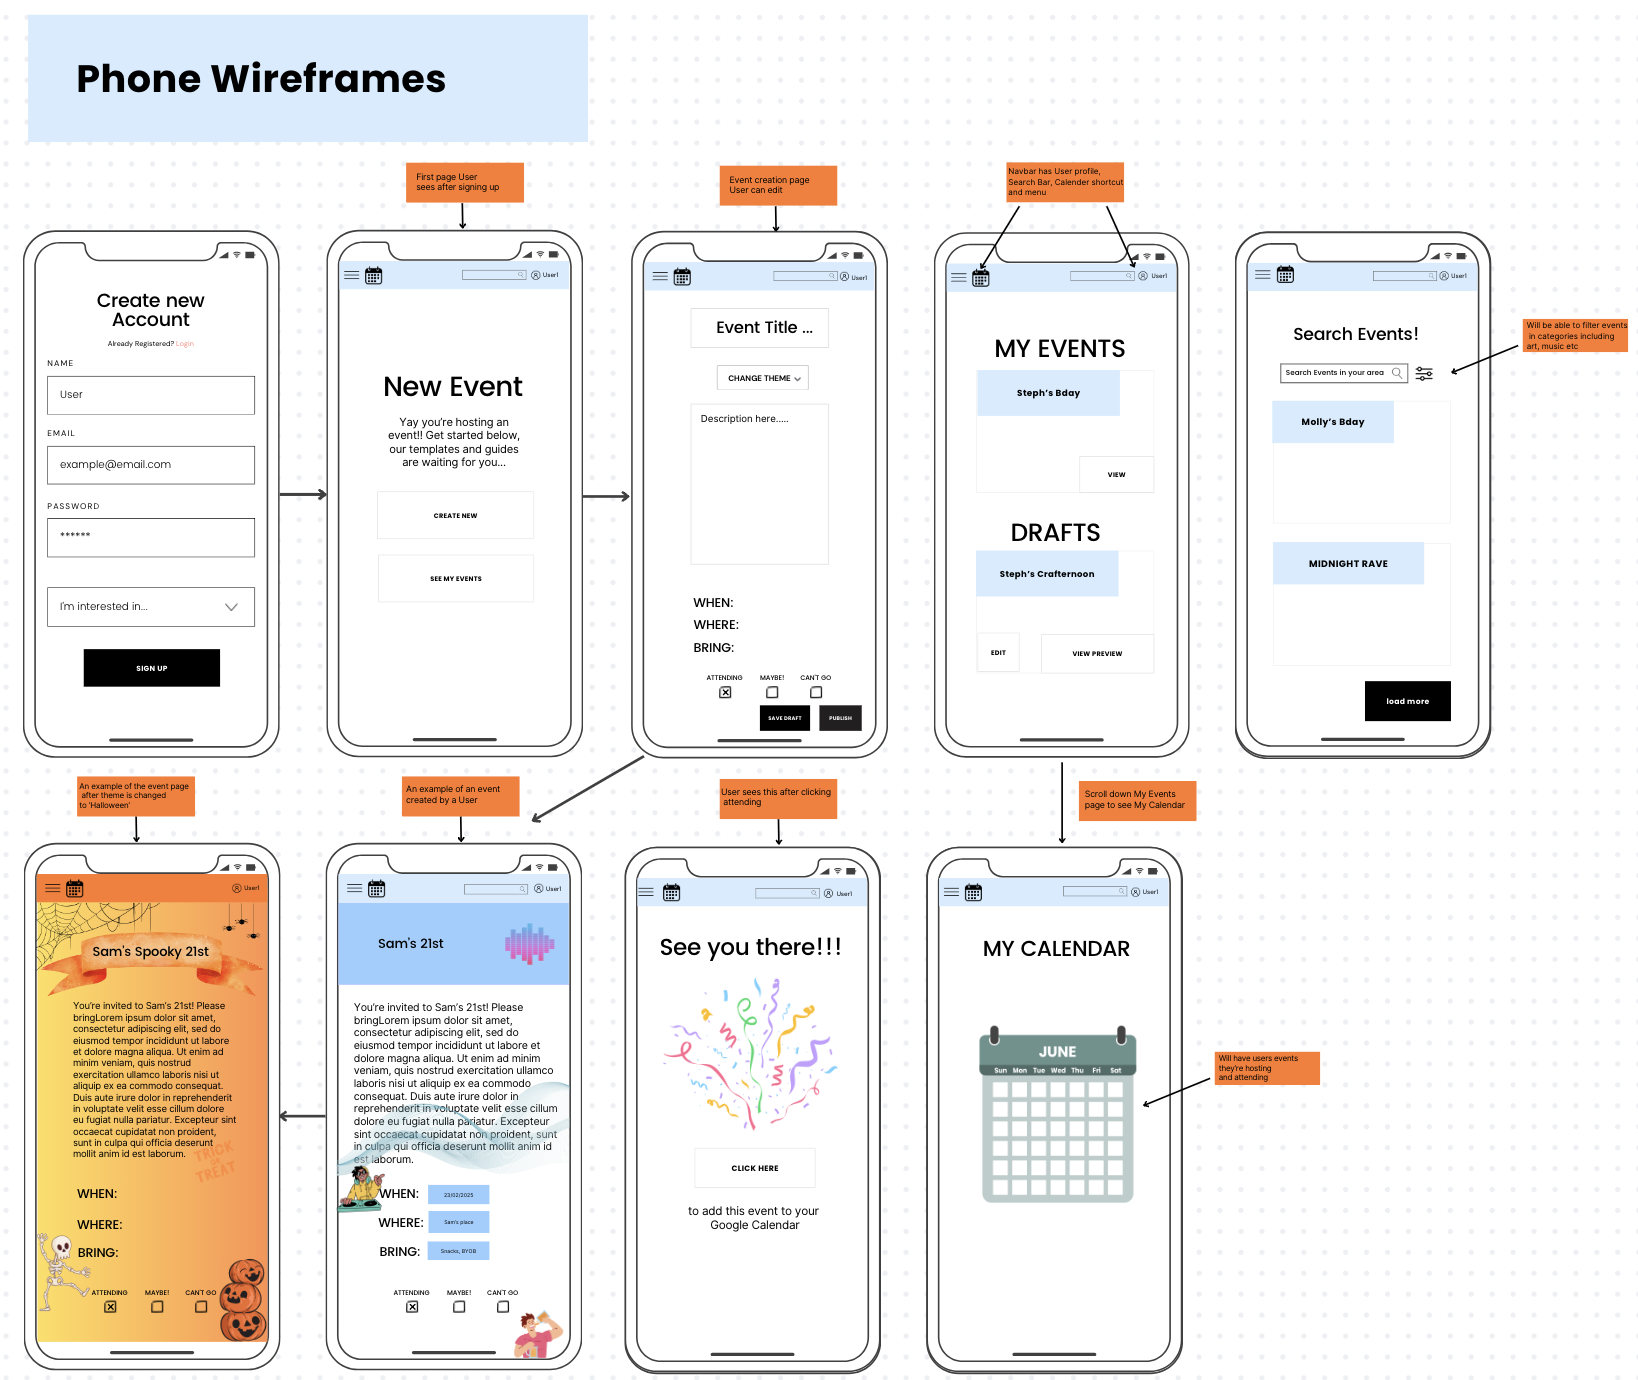 Phone Wireframes
First page User
sees after signing up
Event creation page
User can edit
Navbar has User profile,
Search Bar, Calender shortcut
and menu
Create new
Account
Already Registered? Login
NAME
User
EMAIL
example@email.com
PASSWORD
******
I'm interested in...
SIGN UP
User1
New Event
Yay you're hosting an
event!! Get started below,
our templates and guides
are waiting for you...
CREATE NEW
SEE MY EVENTS
User1
Event Title ...
CHANGE THEME
Description here.....
WHEN:
WHERE:
BRING:
ATTENDING MAYBE! CAN'T GO
SAVE DRAFT PUBLISH
User1
MY EVENTS
Steph's Bday
VIEW
DRAFTS
Steph's Crafternoon
EDIT VIEW PREVIEW
User1
Search Events!
Search Events in your area
Molly's Bday
MIDNIGHT RAVE
load more
Will be able to filter events
in categories including
art, music etc
An example of the event page
after theme is changed
to 'Halloween'
An example of an event
created by a User
User sees this after clicking
attending
Scroll down My Events
page to see My Calendar
User1
Sam's Spooky 21st
You're invited to Sam's 21st! Please
bringLorem ipsum dolor sit amet,
consectetur adipiscing elit, sed do
eiusmod tempor incididunt ut labore
et dolore magna aliqua. Ut enim ad
minim veniam, quis nostrud
exercitation ullamco laboris nisi ut
aliquip ex ea commodo consequat.
Duis aute irure dolor in reprehenderit
in voluptate velit esse cillum dolore
eu fugiat nulla pariatur. Excepteur sint
occaecat cupidatat non proident,
sunt in culpa qui officia deserunt
mollit anim id est laborum.
TRICK
OR
TREAT
WHEN:
WHERE:
BRING:
ATTENDING MAYBE! CAN'T GO
User1
Sam's 21st
You're invited to Sam's 21st! Please
bringLorem ipsum dolor sit amet,
consectetur adipiscing elit, sed do
eiusmod tempor incididunt ut labore et
dolore magna aliqua. Ut enim ad minim
veniam, quis nostrud exercitation ullamco
laboris nisi ut aliquip ex ea commodo
consequat. Duis aute irure dolor in
reprehenderit in voluptate velit esse cillum
dolore eu fugiat nulla pariatur. Excepteur
sint occaecat cupidatat non proident, sunt
in culpa qui officia deserunt mollit anim id
est laborum.
WHEN: 23/02/2025
WHERE: Sam's place
BRING: Snacks, BYOB
ATTENDING MAYBE! CAN'T GO
User1
See you there!!!
CLICK HERE
to add this event to your
Google Calendar
User1
MY CALENDAR
JUNE
Sun Mon Tue Wed Thu Fri Sat
Will have users events
they're hosting
and attending